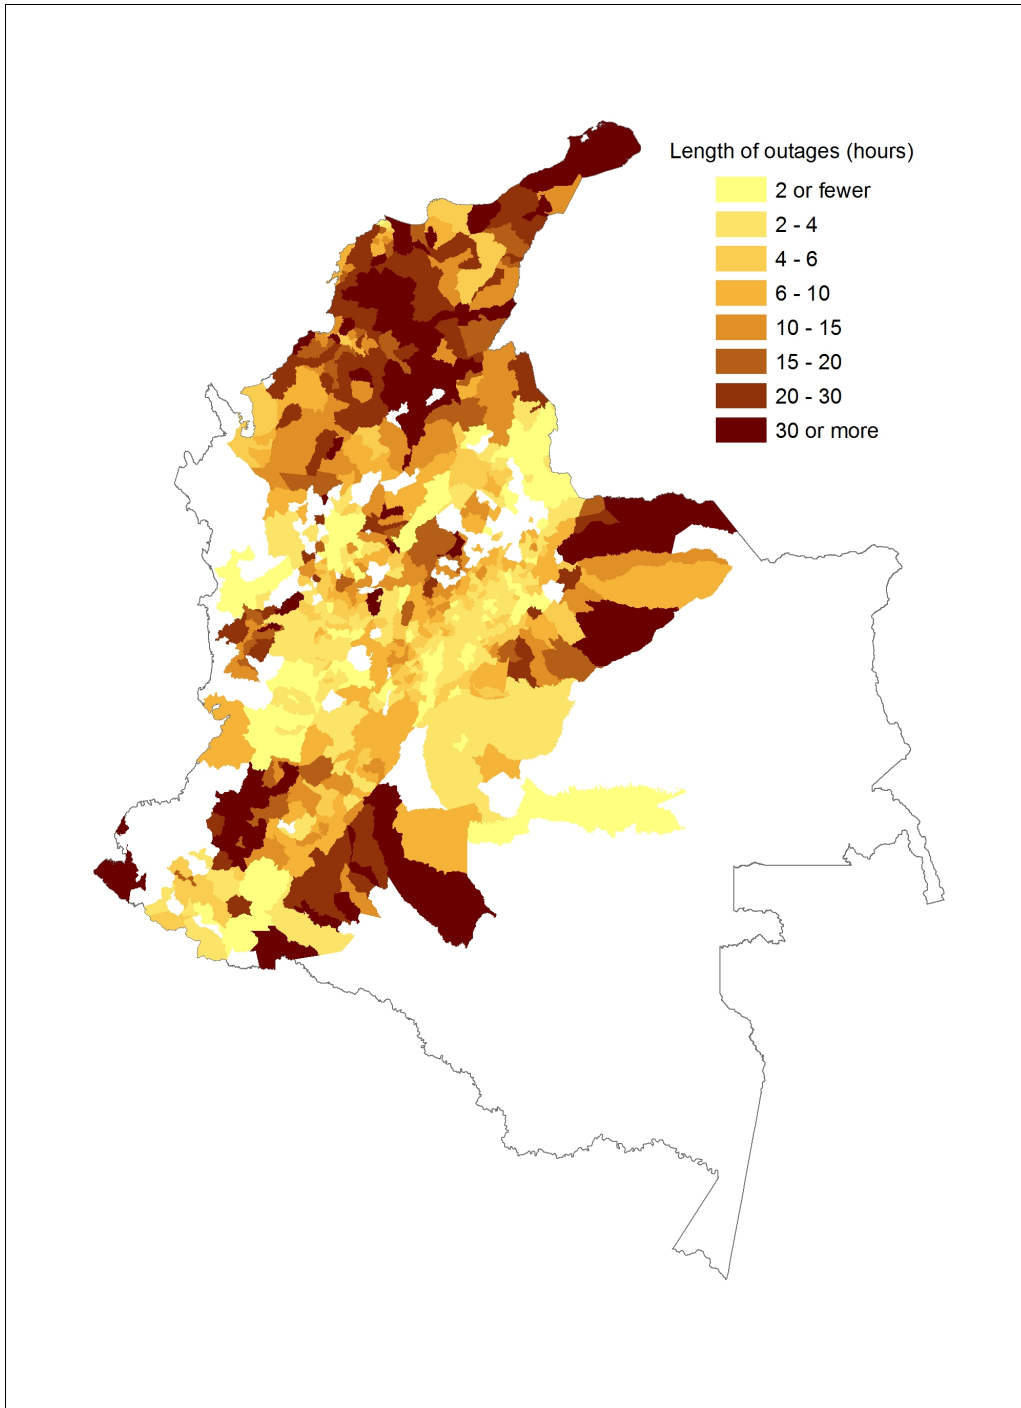 Length of outages (hours)
2 or fewer
2 - 4
4 - 6
6 - 10
10 - 15
15 - 20
20 - 30
30 or more